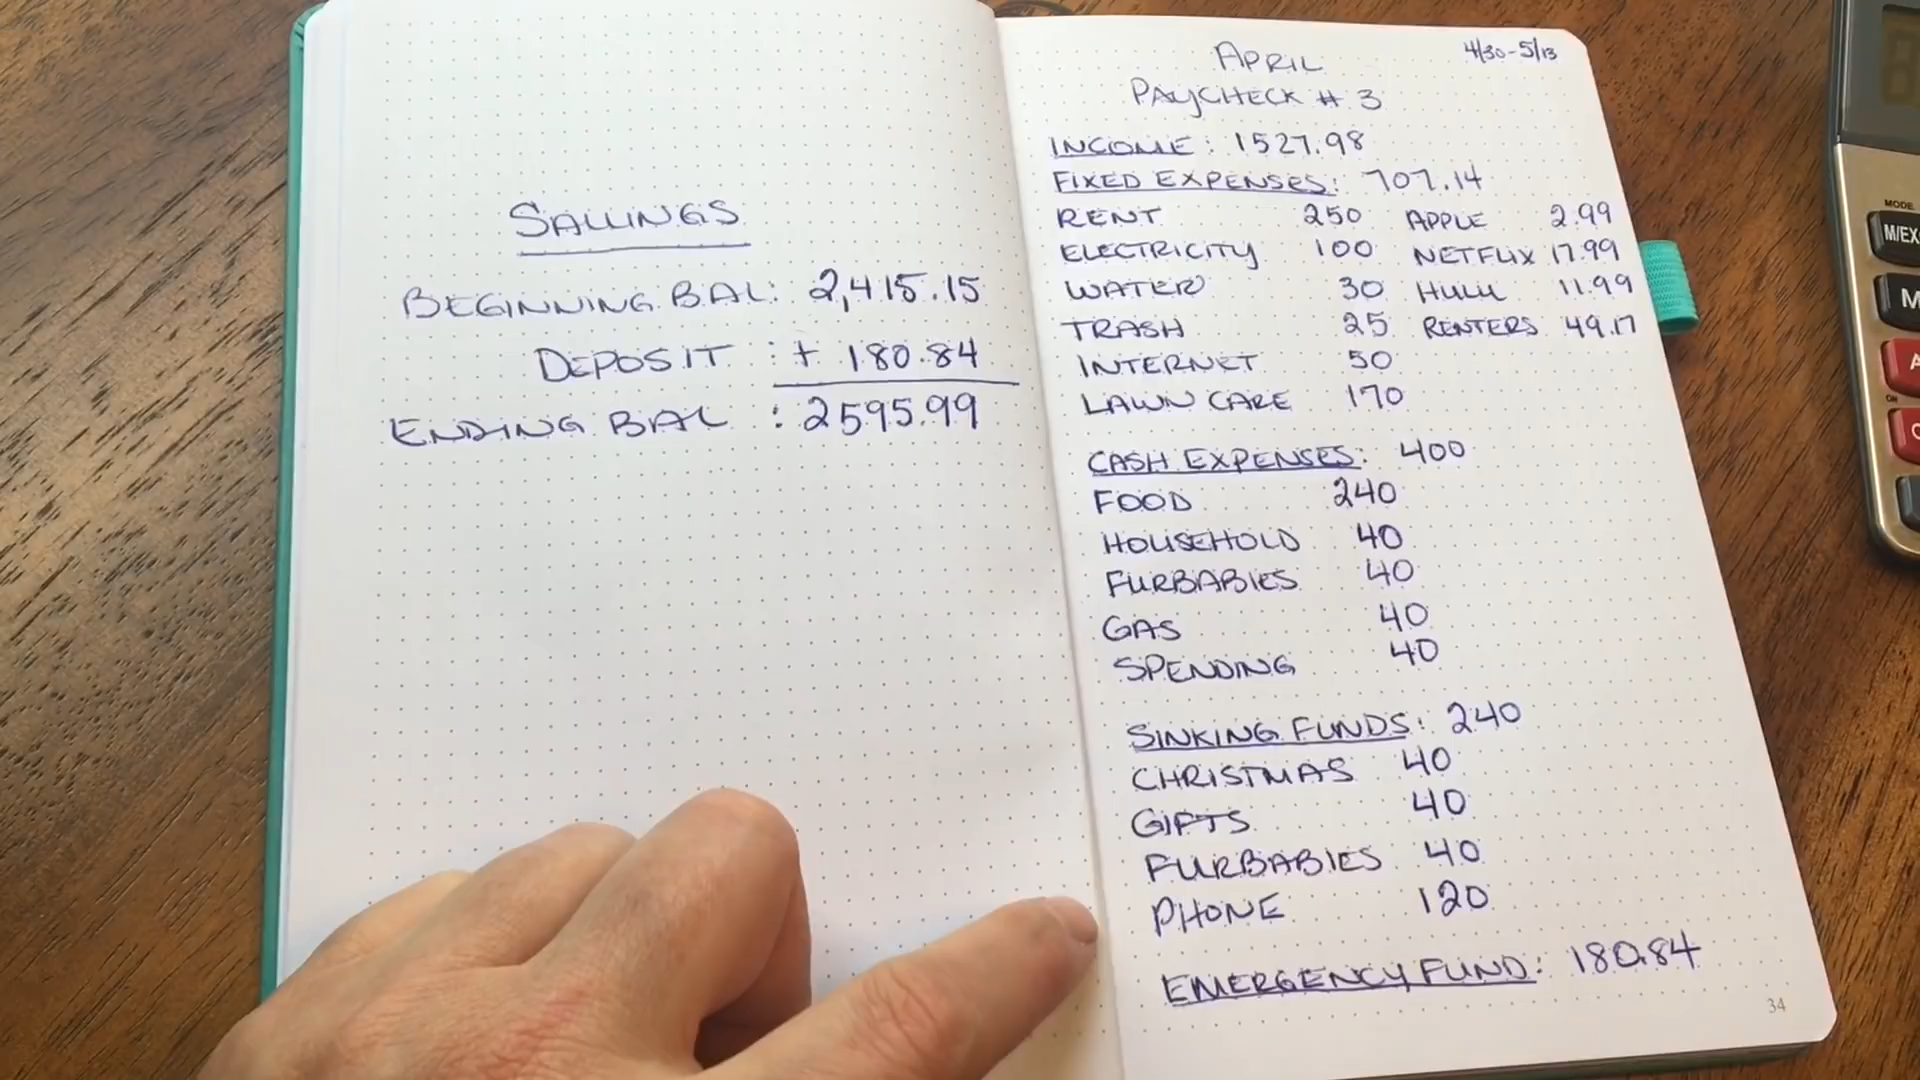 SAVINGS
BEGINNING BAL: 2,415.15
DEPOSIT : + 180.84
ENDING BAL : 2595.99
APRIL 4/30-5/13
PAYCHECK # 3
INCOME: 1527.98
FIXED EXPENSES: 707.14
RENT 250 APPLE 2.99
ELECTRICITY 100 NETFLIX 17.99
WATER 30 HULU 11.99
TRASH 25 RENTERS 49.17
INTERNET 50
LAWN CARE 170
CASH EXPENSES: 400
FOOD 240
HOUSEHOLD 40
FURBABIES 40
GAS 40
SPENDING 40
SINKING FUNDS: 240
CHRISTMAS 40
GIFTS 40
FURBABIES 40
PHONE 120
EMERGENCY FUND: 180.84
34
MODE